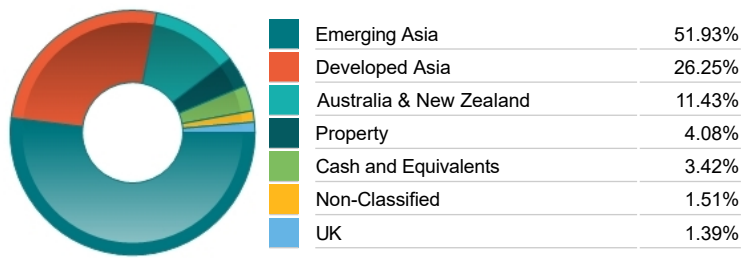 Emerging Asia 51.93%
Developed Asia 26.25%
Australia & New Zealand 11.43%
Property 4.08%
Cash and Equivalents 3.42%
Non-Classified 1.51%
UK 1.39%